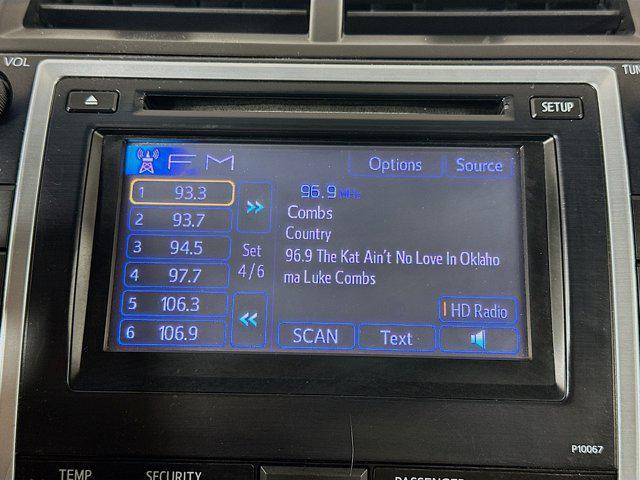 VOL
TUN
SETUP
FM
Options
Source
1 93.3
2 93.7
3 94.5
4 97.7
5 106.3
6 106.9
Set
4/6
96.9 MHz
Combs
Country
96.9 The Kat Ain't No Love In Oklaho
ma Luke Combs
HD Radio
SCAN
Text
P10067
TEMP
SECURITY
PASSENGER